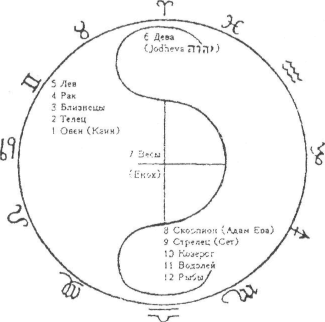 6 Дева
(Jodheva יהוה)
5 Лев
4 Рак
3 Близнецы
2 Телец
1 Овен (Каин)
7 Весы
(Енох)
8 Скорпион (Адам Ева)
9 Стрелец (Сет)
10 Козерог
11 Водолей
12 Рыбы